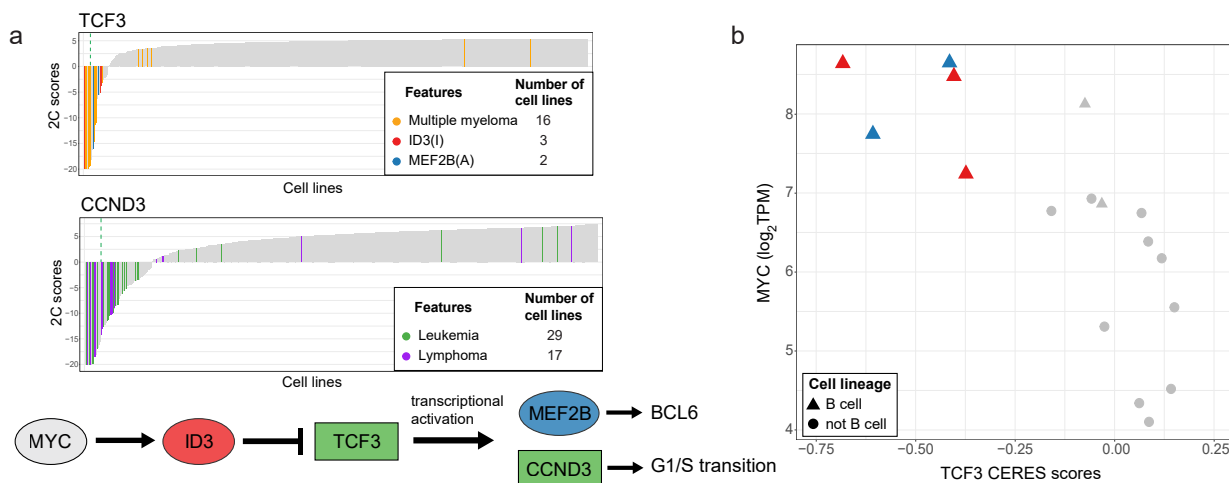 a
TCF3
2C scores
5
0
−5
−10
−15
−20
Features
Number of
cell lines
Multiple myeloma 16
ID3(I) 3
MEF2B(A) 2
Cell lines
CCND3
2C scores
5
0
−5
−10
−15
−20
Features
Number of
cell lines
Leukemia 29
Lymphoma 17
Cell lines
MYC
ID3
TCF3
transcriptional
activation
MEF2B
BCL6
CCND3
G1/S transition
b
MYC (log2TPM)
8
7
6
5
4
Cell lineage
B cell
not B cell
−0.75 −0.50 −0.25 0.00 0.25
TCF3 CERES scores